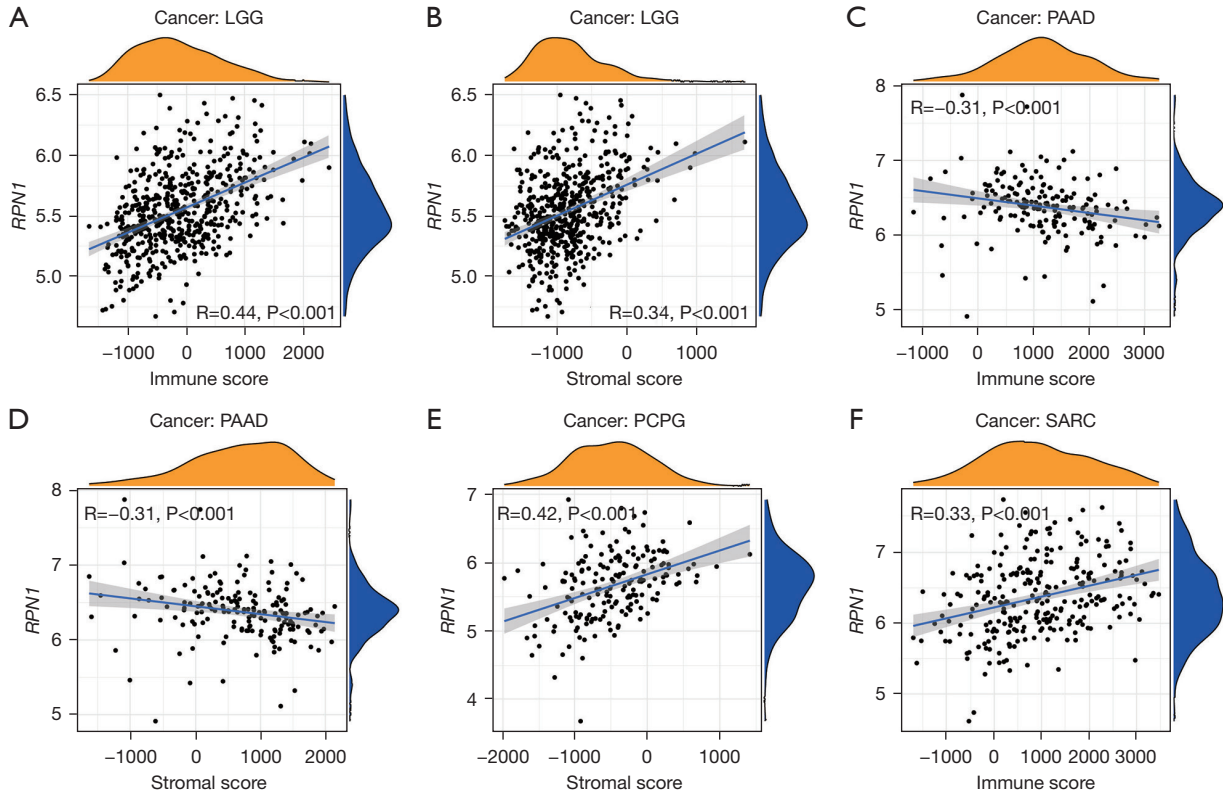 A
Cancer: LGG
RPN1
6.5
6.0
5.5
5.0
R=0.44, P<0.001
−1000 0 1000 2000
Immune score
B
Cancer: LGG
RPN1
6.5
6.0
5.5
5.0
R=0.34, P<0.001
−1000 0 1000
Stromal score
C
Cancer: PAAD
RPN1
8
7
6
5
R=−0.31, P<0.001
−1000 0 1000 2000 3000
Immune score
D
Cancer: PAAD
RPN1
8
7
6
5
R=−0.31, P<0.001
−1000 0 1000 2000
Stromal score
E
Cancer: PCPG
RPN1
7
6
5
4
R=0.42, P<0.001
−2000 −1000 0 1000
Stromal score
F
Cancer: SARC
RPN1
7
6
5
R=0.33, P<0.001
−1000 0 1000 2000 3000
Immune score